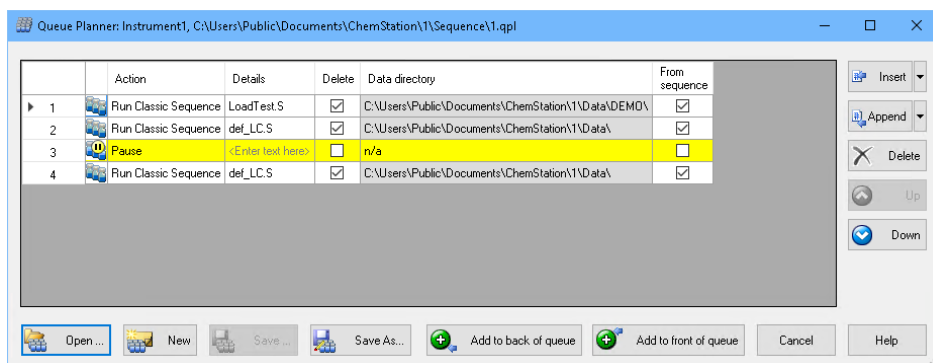 Queue Planner: Instrument1, C:\Users\Public\Documents\ChemStation\1\Sequence\1.qpl
Action Details Delete Data directory From sequence
1 Run Classic Sequence LoadTest.S C:\Users\Public\Documents\ChemStation\1\Data\DEMO\
2 Run Classic Sequence def_LC.S C:\Users\Public\Documents\ChemStation\1\Data\
3 Pause <Enter text here> n/a
4 Run Classic Sequence def_LC.S C:\Users\Public\Documents\ChemStation\1\Data\
Insert
Append
Delete
Up
Down
Open ... New Save ... Save As... Add to back of queue Add to front of queue Cancel Help